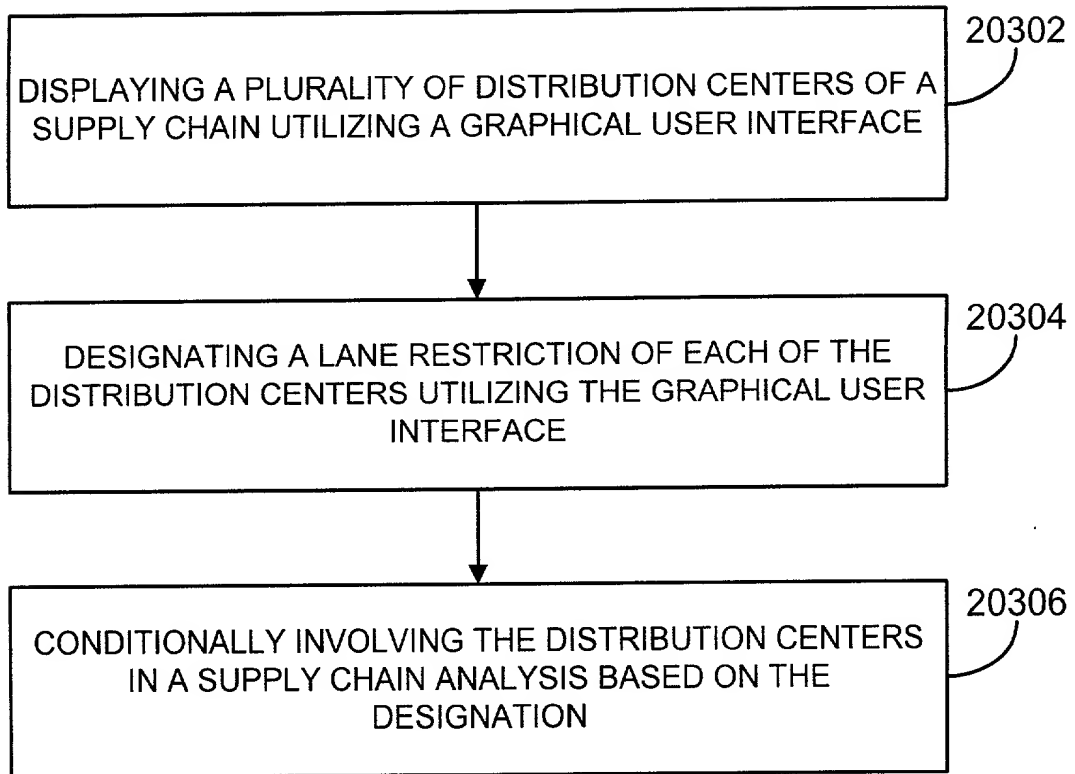 20302
DISPLAYING A PLURALITY OF DISTRIBUTION CENTERS OF A
SUPPLY CHAIN UTILIZING A GRAPHICAL USER INTERFACE
20304
DESIGNATING A LANE RESTRICTION OF EACH OF THE
DISTRIBUTION CENTERS UTILIZING THE GRAPHICAL USER
INTERFACE
20306
CONDITIONALLY INVOLVING THE DISTRIBUTION CENTERS
IN A SUPPLY CHAIN ANALYSIS BASED ON THE
DESIGNATION